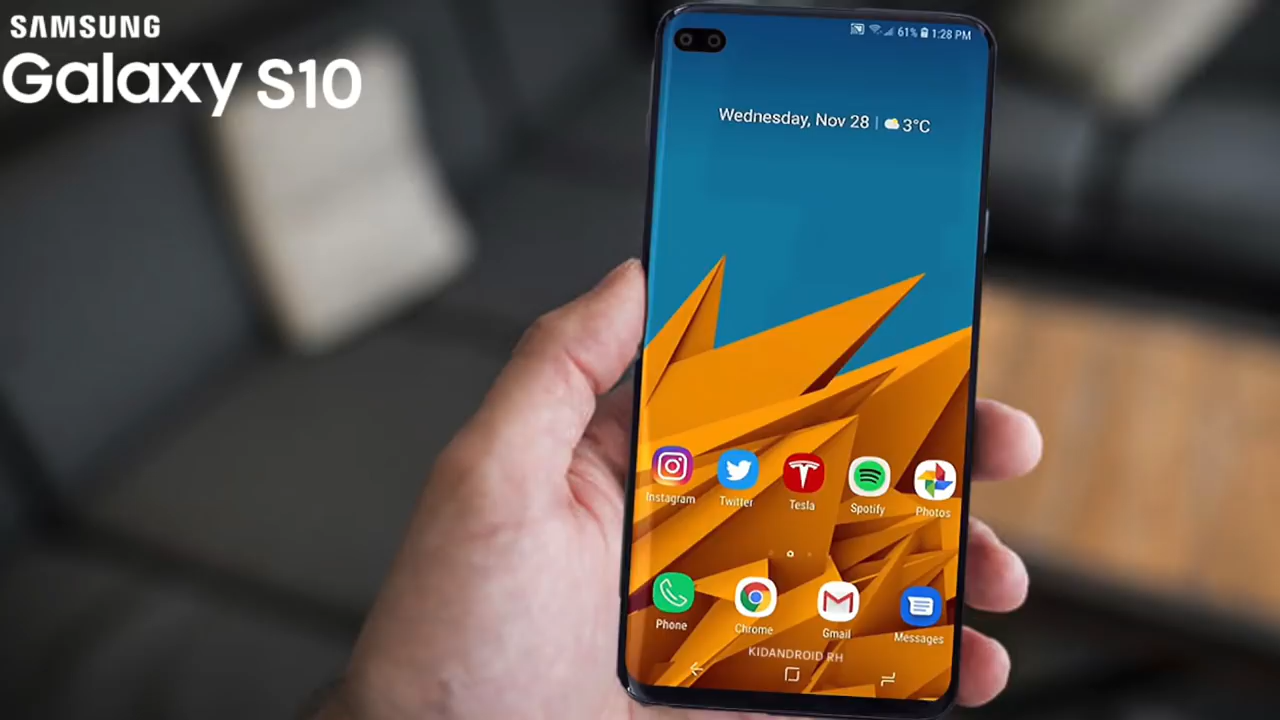 SAMSUNG
Galaxy S10
61% 1:28 PM
Wednesday, Nov 28 | 3°C
Instagram
Twitter
Tesla
Spotify
Photos
Phone
Chrome
Gmail
Messages
KIDANDROID RH